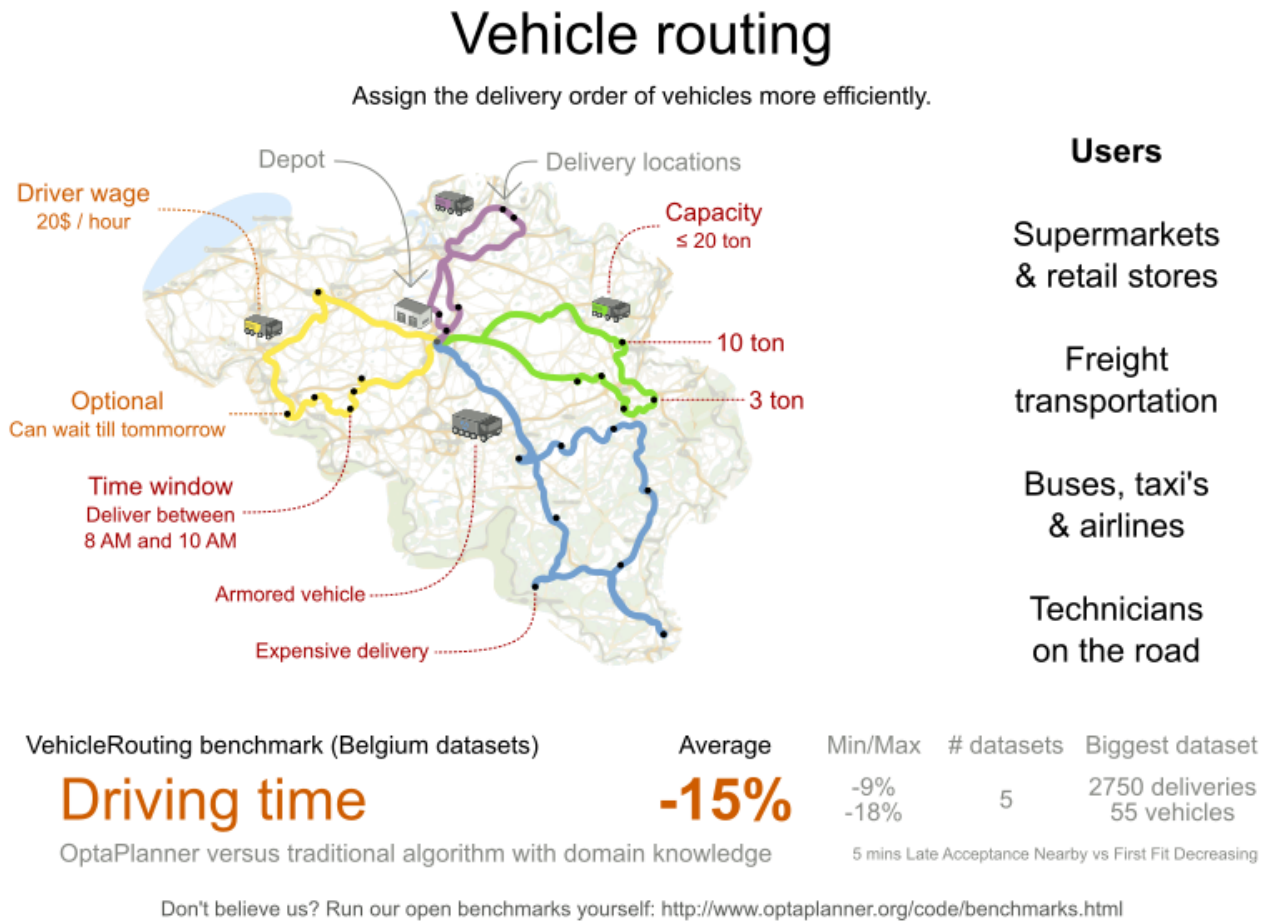 Vehicle routing
Assign the delivery order of vehicles more efficiently.
Depot
Delivery locations
Driver wage
20$ / hour
Capacity
≤ 20 ton
10 ton
3 ton
Optional
Can wait till tommorrow
Time window
Deliver between
8 AM and 10 AM
Armored vehicle
Expensive delivery
Users
Supermarkets
& retail stores
Freight
transportation
Buses, taxi's
& airlines
Technicians
on the road
VehicleRouting benchmark (Belgium datasets)
Average
Min/Max
# datasets
Biggest dataset
Driving time
-15%
-9%
-18%
5
2750 deliveries
55 vehicles
OptaPlanner versus traditional algorithm with domain knowledge
5 mins Late Acceptance Nearby vs First Fit Decreasing
Don't believe us? Run our open benchmarks yourself: http://www.optaplanner.org/code/benchmarks.html